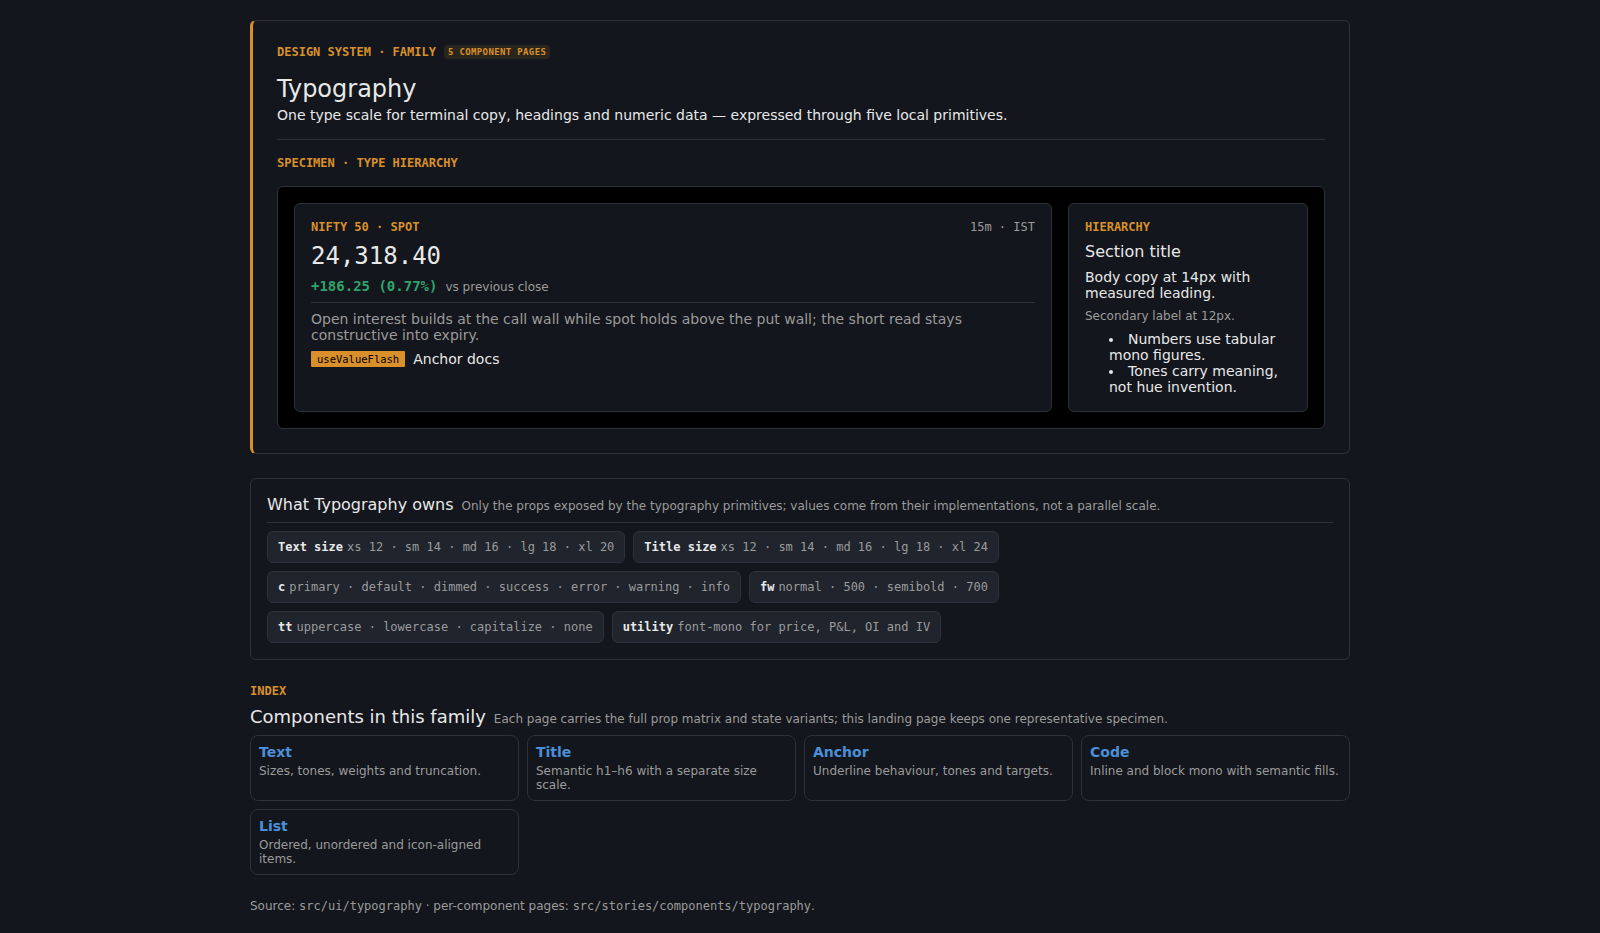 DESIGN SYSTEM · FAMILY 5 COMPONENT PAGES
Typography
One type scale for terminal copy, headings and numeric data — expressed through five local primitives.
SPECIMEN · TYPE HIERARCHY
NIFTY 50 · SPOT 15m · IST
24,318.40
+186.25 (0.77%) vs previous close
Open interest builds at the call wall while spot holds above the put wall; the short read stays
constructive into expiry.
useValueFlash Anchor docs
HIERARCHY
Section title
Body copy at 14px with
measured leading.
Secondary label at 12px.
• Numbers use tabular
mono figures.
• Tones carry meaning,
not hue invention.
What Typography owns Only the props exposed by the typography primitives; values come from their implementations, not a parallel scale.
Text size xs 12 · sm 14 · md 16 · lg 18 · xl 20 Title size xs 12 · sm 14 · md 16 · lg 18 · xl 24
c primary · default · dimmed · success · error · warning · info fw normal · 500 · semibold · 700
tt uppercase · lowercase · capitalize · none utility font-mono for price, P&L, OI and IV
INDEX
Components in this family Each page carries the full prop matrix and state variants; this landing page keeps one representative specimen.
Text
Sizes, tones, weights and truncation.
Title
Semantic h1–h6 with a separate size
scale.
Anchor
Underline behaviour, tones and targets.
Code
Inline and block mono with semantic fills.
List
Ordered, unordered and icon-aligned
items.
Source: src/ui/typography · per-component pages: src/stories/components/typography.